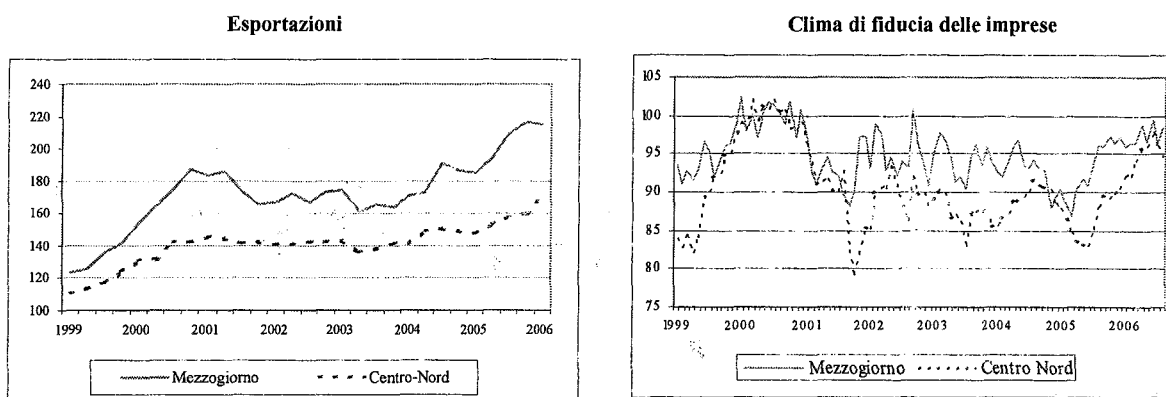 Esportazioni
240
220
200
180
160
140
120
100
1999 2000 2001 2002 2003 2004 2005 2006
Mezzogiorno Centro-Nord
Clima di fiducia delle imprese
105
100
95
90
85
80
75
1999 2000 2001 2002 2003 2004 2005 2006
Mezzogiorno Centro Nord